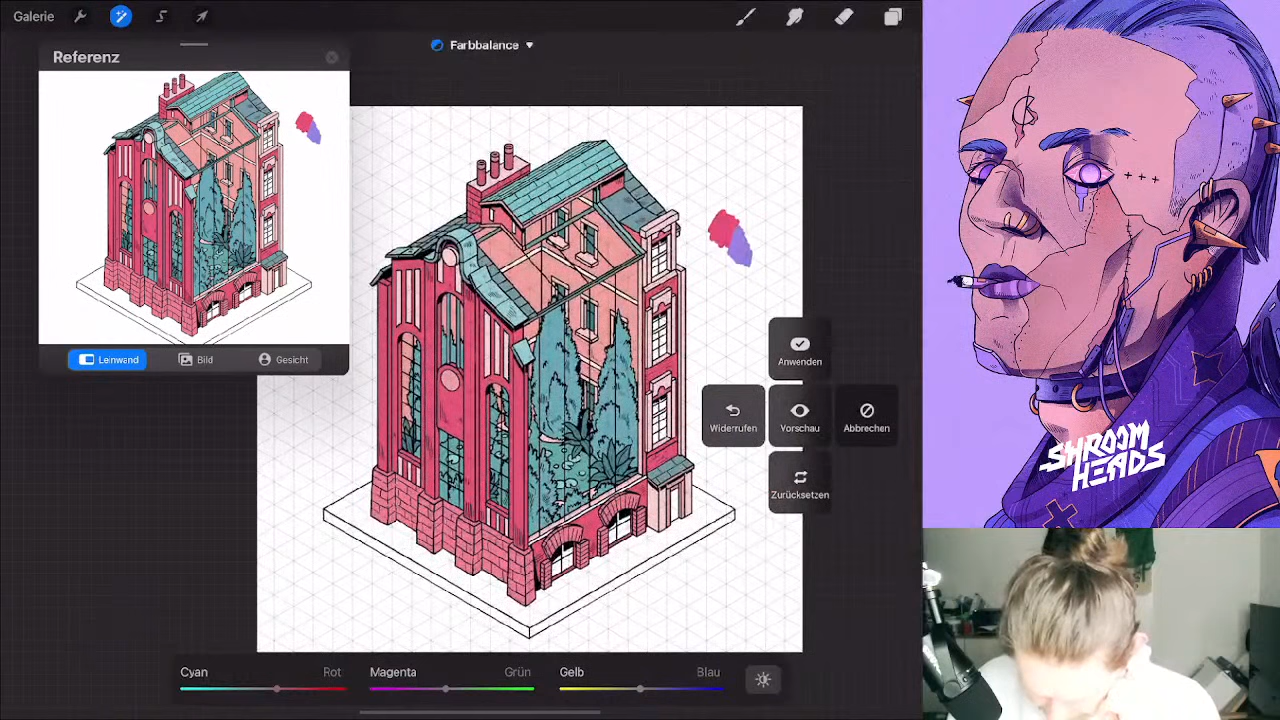 Galerie
Farbbalance
Referenz
Leinwand
Bild
Gesicht
Anwenden
Widerrufen
Vorschau
Abbrechen
Zurücksetzen
Cyan
Rot
Magenta
Grün
Gelb
Blau
SHROOM
HEADS